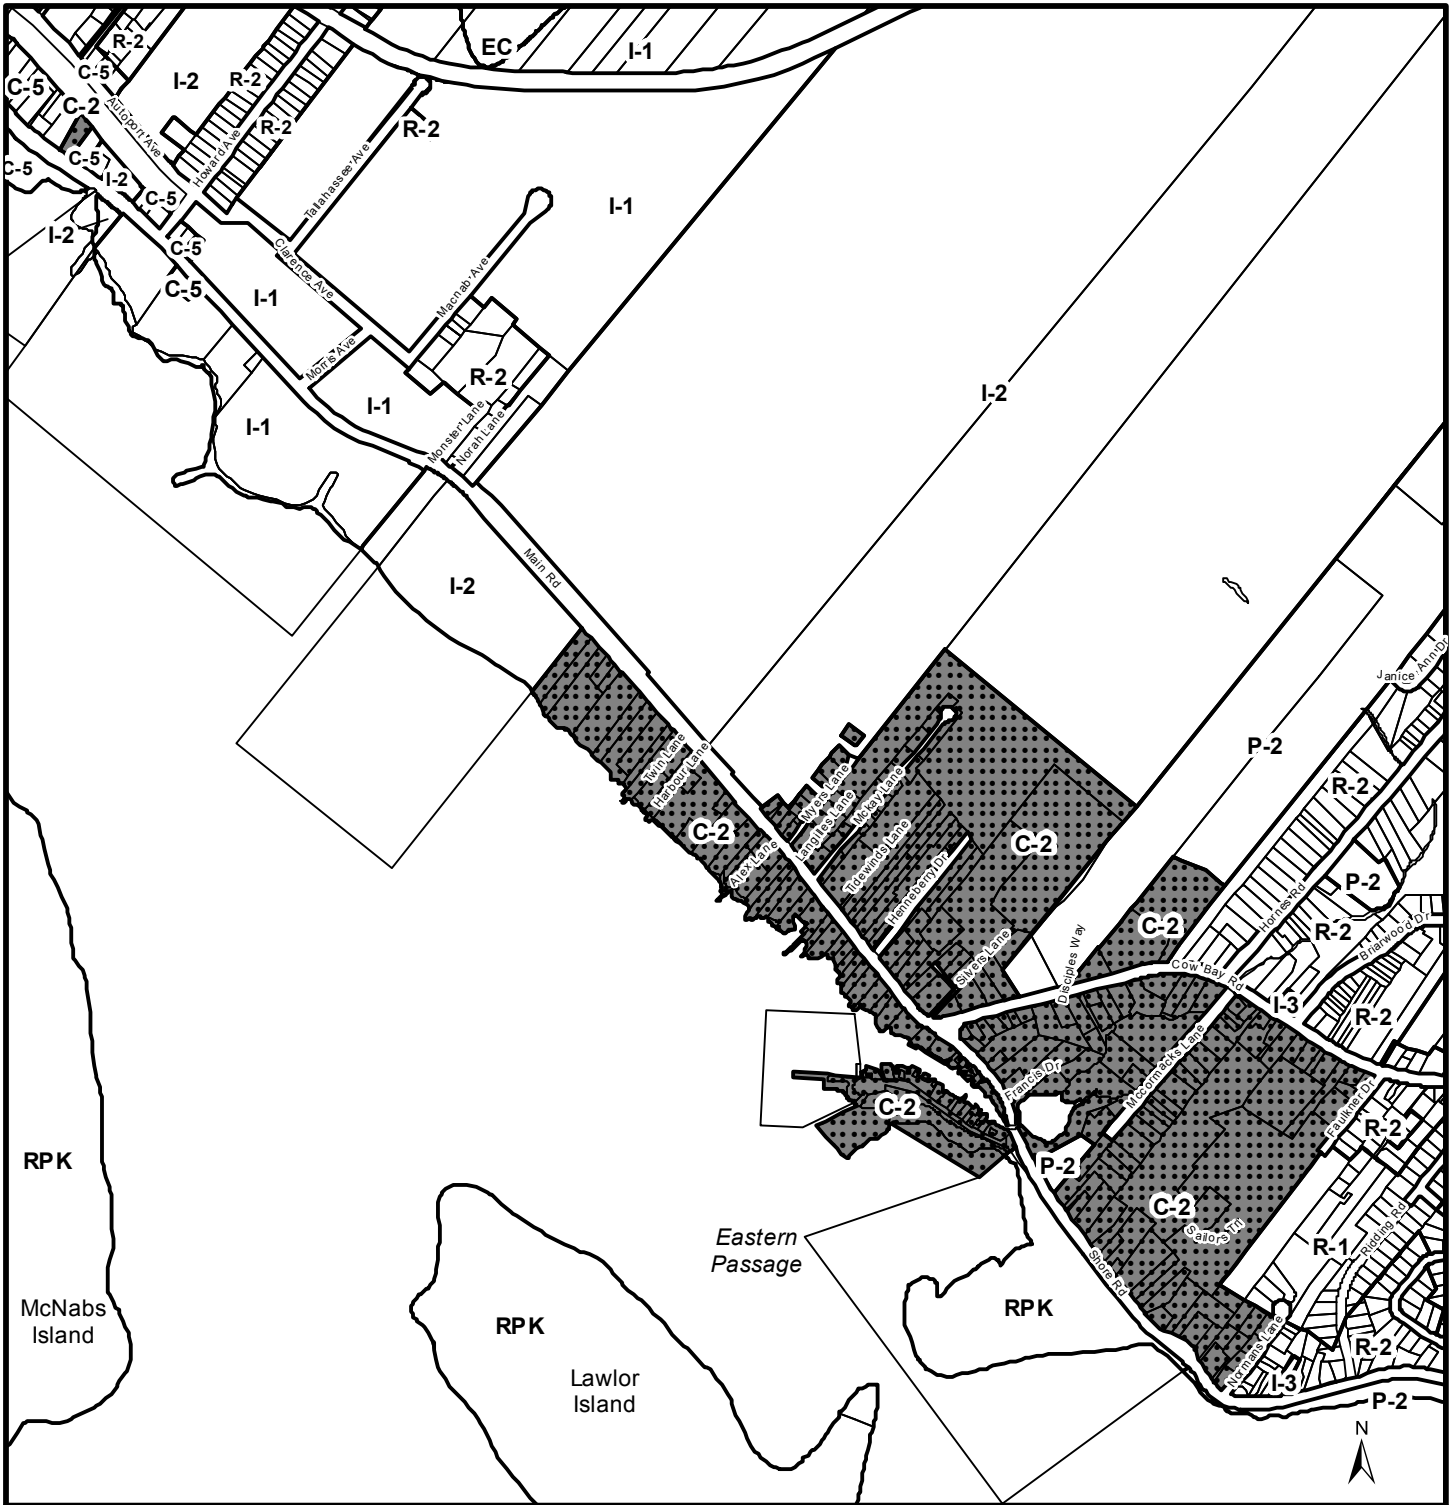 R-2
EC
I-1
C-5
C-5
I-2
R-2
C-2
Autoport Ave
R-2
R-2
C-5
C-5
I-2
Howard Ave
Tallahassee Ave
C-5
I-1
I-2
C-5
Clarence Ave
Macnab Ave
C-5
I-1
Morris Ave
R-2
I-2
I-1
I-1
Monster Lane
Norah Lane
Main Rd
I-2
Janice Ann Dr
P-2
Twin Lane
Harbour Lane
Myers Lane
Mckay Lane
R-2
C-2
Langilles Lane
C-2
Alex Lane
Tidewinds Lane
Henneberry Dr
P-2
Hornes Rd
C-2
R-2
Briarwood Dr
Silvers Lane
Disciples Way
Cow Bay Rd
I-3
R-2
Francis Dr
Mccormacks Lane
C-2
Faulkner Dr
R-2
RPK
P-2
C-2
Sailors Trl
Eastern
Passage
R-1
Ridding Rd
Shore Rd
McNabs
Island
RPK
RPK
Normans Lane
R-2
Lawlor
Island
I-3
P-2
N